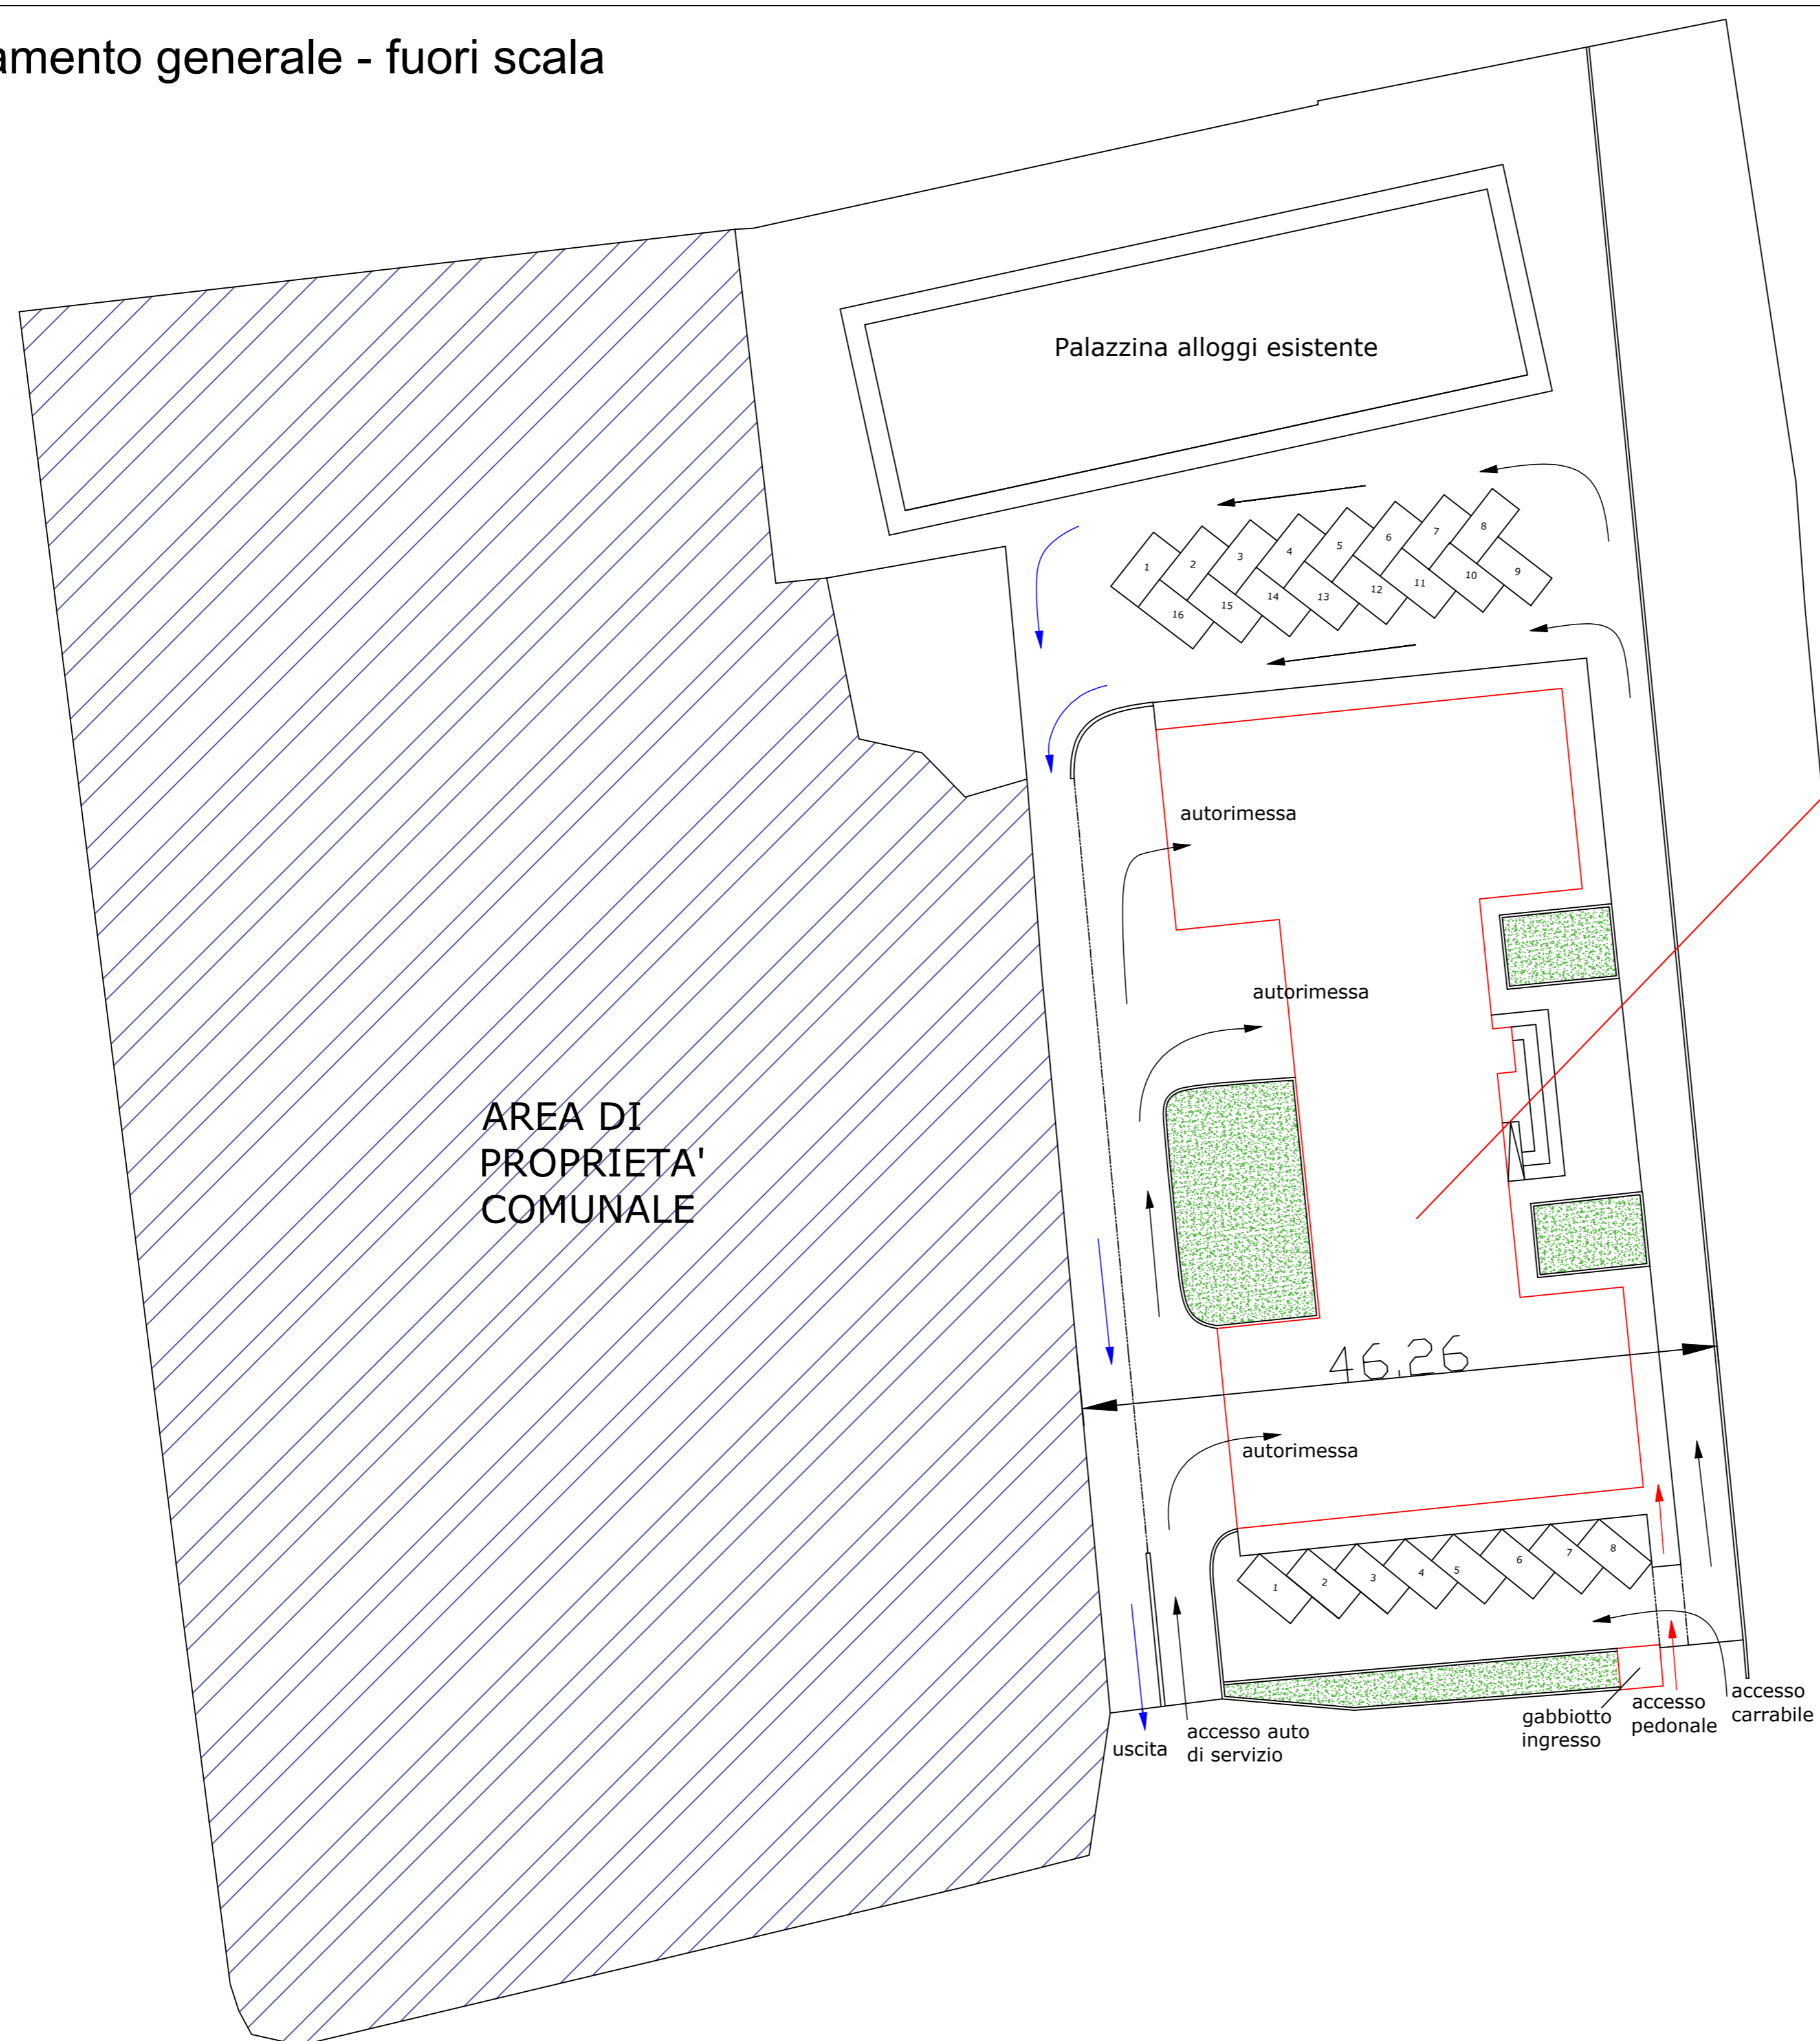 amento generale - fuori scala
Palazzina alloggi esistente
1
2
3
4
5
6
7
8
16
15
14
13
12
11
10
9
autorimessa
autorimessa
AREA DI
PROPRIETA'
COMUNALE
46,26
autorimessa
1
2
3
4
5
6
7
8
uscita
accesso auto
di servizio
gabbiotto
ingresso
accesso
pedonale
accesso
carrabile